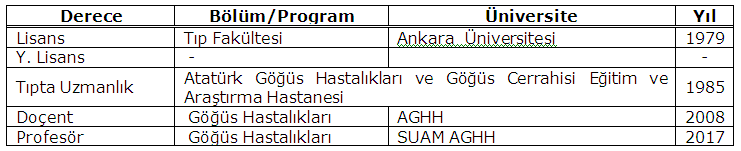 Derece Bölüm/Program Üniversite Yıl
Lisans Tıp Fakültesi Ankara Üniversitesi 1979
Y. Lisans - -
Tıpta Uzmanlık Atatürk Göğüs Hastalıkları ve Göğüs Cerrahisi Eğitim ve Araştırma Hastanesi 1985
Doçent Göğüs Hastalıkları AGHH 2008
Profesör Göğüs Hastalıkları SUAM AGHH 2017